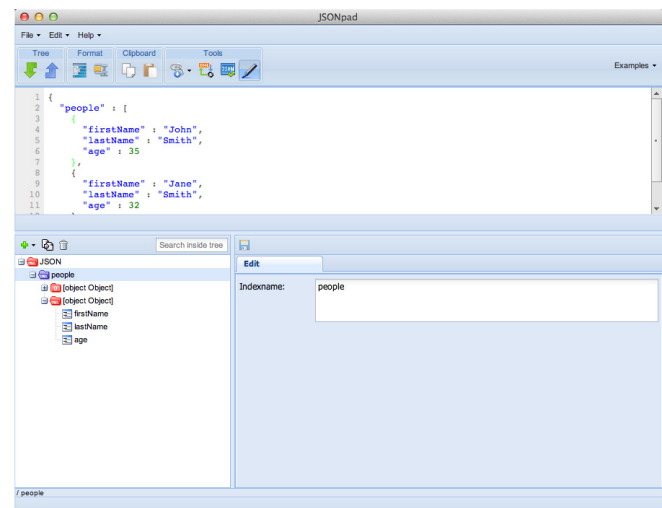 JSONpad
File Edit Help
Tree Format Clipboard Tools
Examples
1 {
2 "people" : [
3 {
4 "firstName" : "John",
5 "lastName" : "Smith",
6 "age" : 35
7 },
8 {
9 "firstName" : "Jane",
10 "lastName" : "Smith",
11 "age" : 32
Search inside tree
JSON
Edit
people
Indexname: people
[object Object]
[object Object]
firstName
lastName
age
/ people